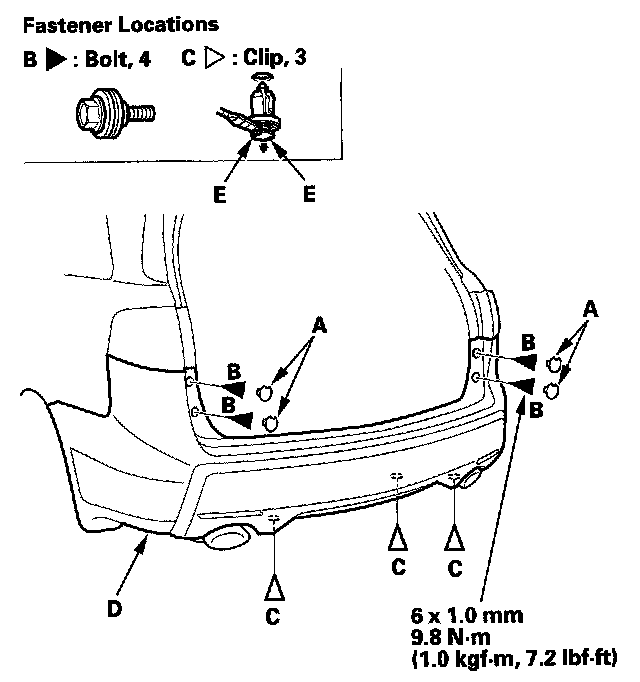 Fastener Locations
B ▶ : Bolt, 4 C ▷ : Clip, 3
E E
A
A
B
B
B
B
C
C
C
D
6 x 1.0 mm
9.8 N·m
(1.0 kgf·m, 7.2 lbf·ft)